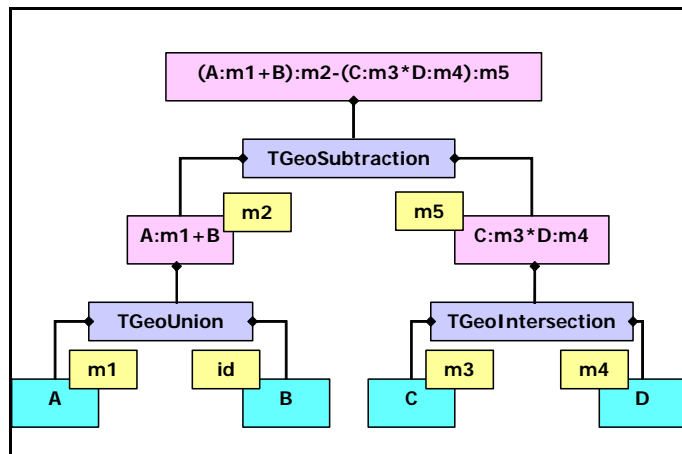 (A:m1+B):m2-(C:m3*D:m4):m5
TGeoSubtraction
m2
m5
A:m1+B
C:m3*D:m4
TGeoUnion
TGeoIntersection
m1
id
m3
m4
A
B
C
D